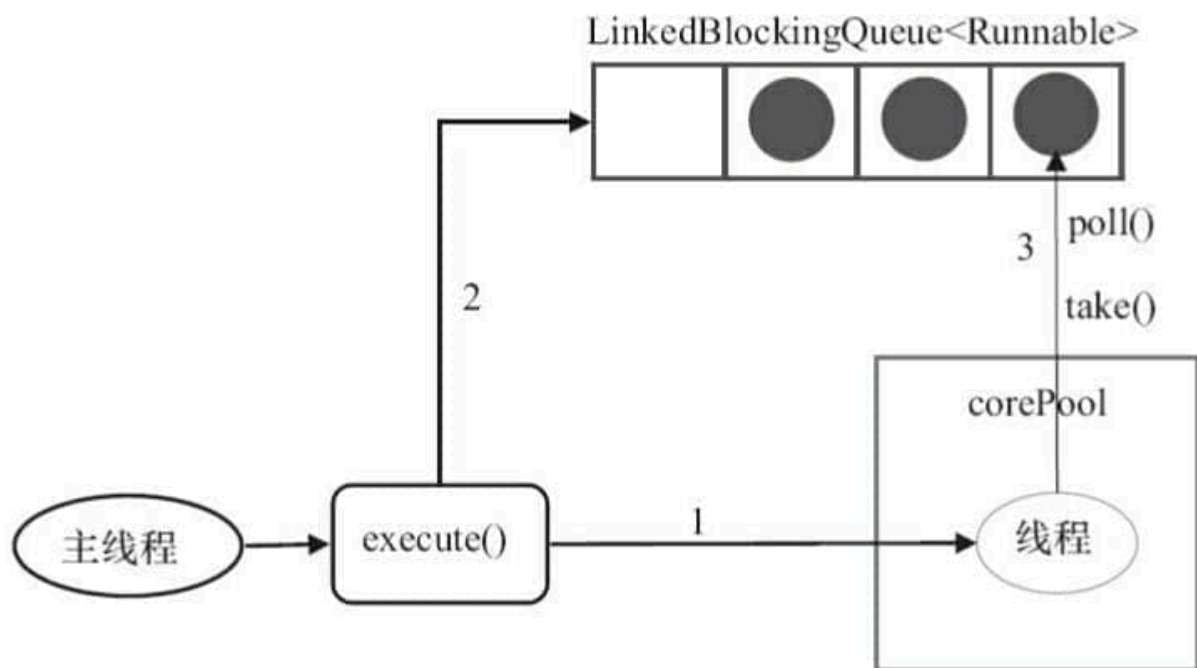 LinkedBlockingQueue<Runnable>
poll()
3
2
take()
corePool
1
主线程
execute()
线程